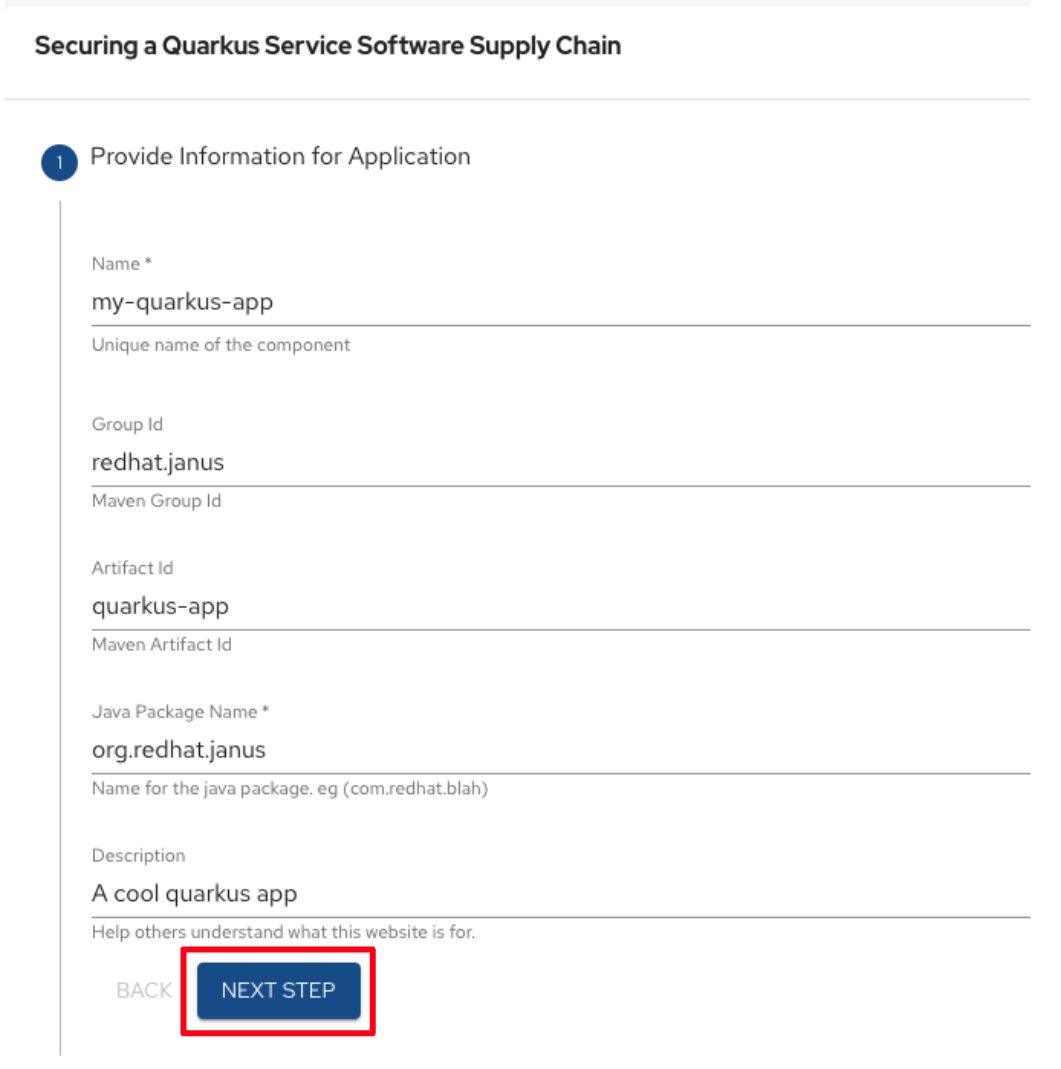 Securing a Quarkus Service Software Supply Chain
1 Provide Information for Application
Name *
my-quarkus-app
Unique name of the component
Group Id
redhat.janus
Maven Group Id
Artifact Id
quarkus-app
Maven Artifact Id
Java Package Name *
org.redhat.janus
Name for the java package. eg (com.redhat.blah)
Description
A cool quarkus app
Help others understand what this website is for.
BACK NEXT STEP